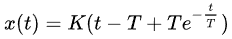 x(t) = K(t − T + Te^{−\frac{t}{T}})